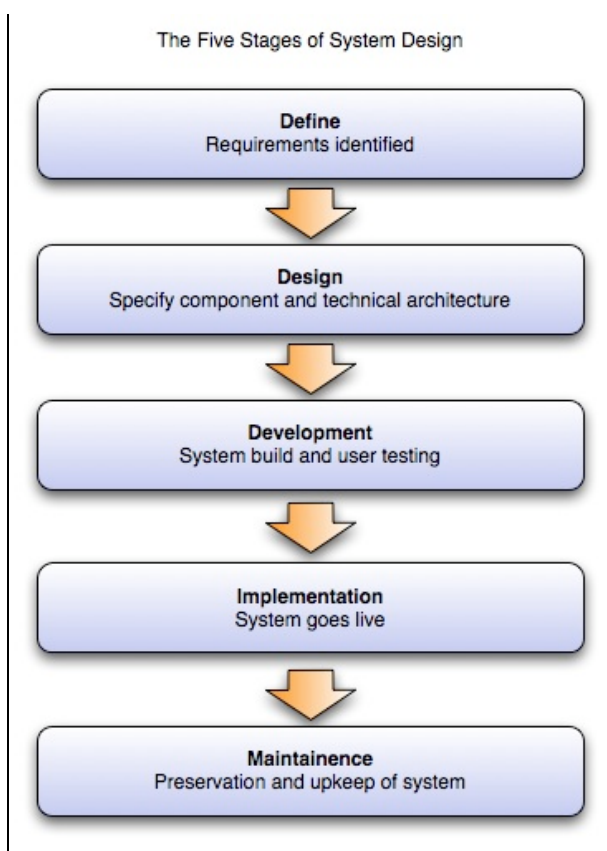 The Five Stages of System Design
Define
Requirements identified
Design
Specify component and technical architecture
Development
System build and user testing
Implementation
System goes live
Maintainence
Preservation and upkeep of system